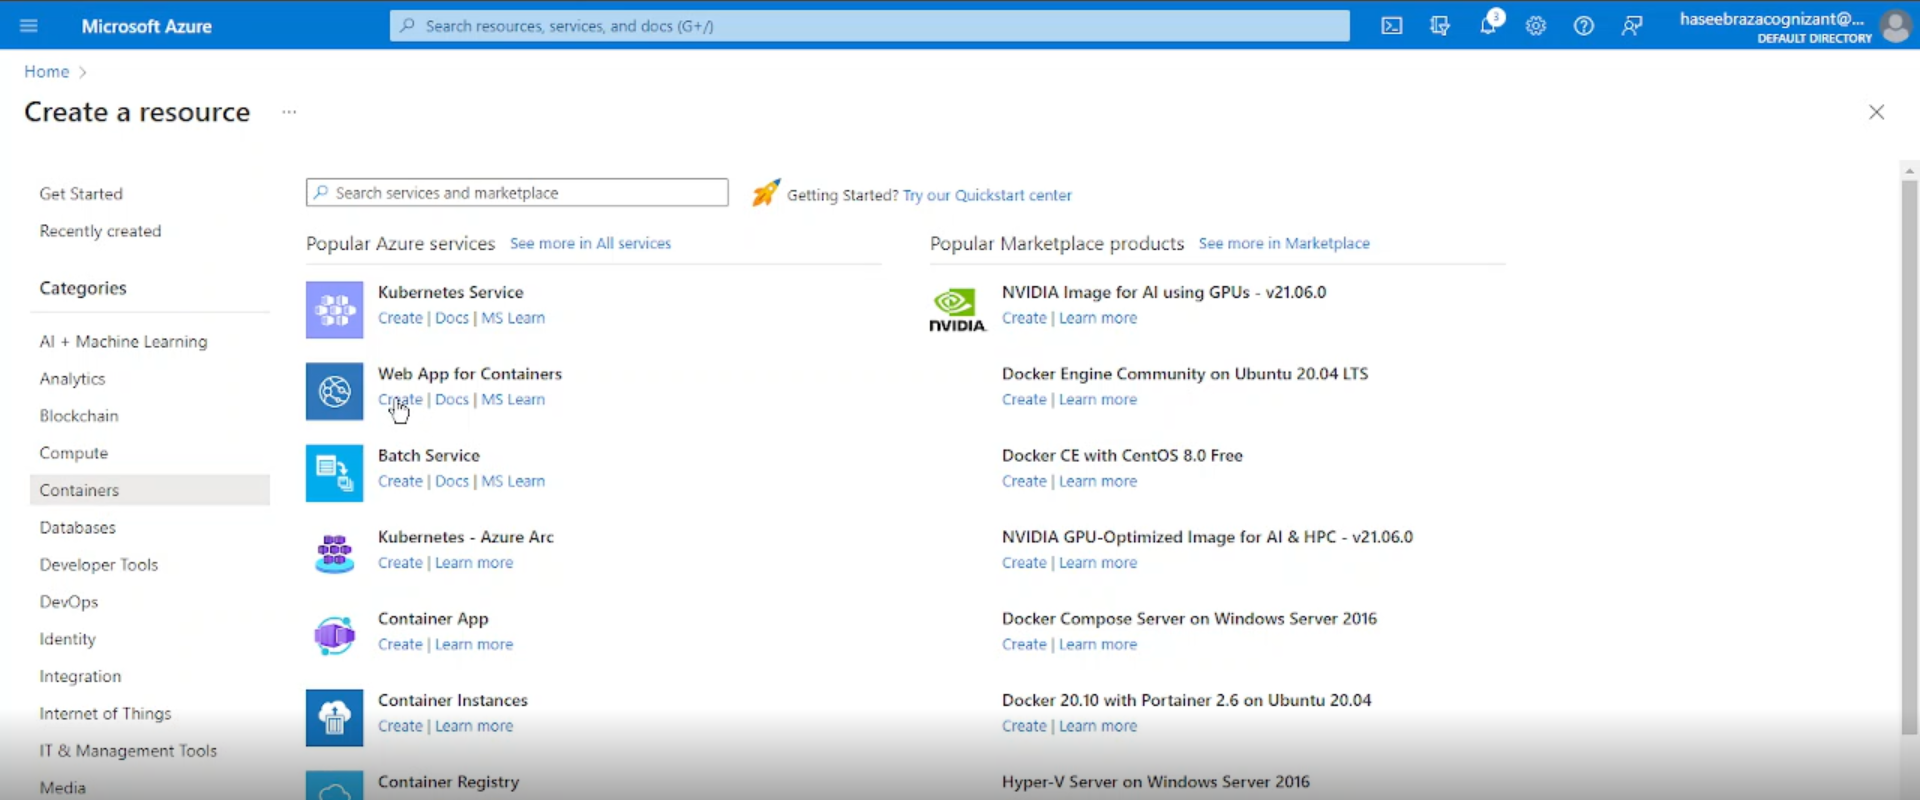 Microsoft Azure
Search resources, services, and docs (G+/)
3
haseebrazacognizant@...
DEFAULT DIRECTORY
Home >
Create a resource ...
Get Started
Recently created
Categories
AI + Machine Learning
Analytics
Blockchain
Compute
Containers
Databases
Developer Tools
DevOps
Identity
Integration
Internet of Things
IT & Management Tools
Media
Search services and marketplace
Getting Started? Try our Quickstart center
Popular Azure services See more in All services
Kubernetes Service
Create | Docs | MS Learn
Web App for Containers
Create | Docs | MS Learn
Batch Service
Create | Docs | MS Learn
Kubernetes - Azure Arc
Create | Learn more
Container App
Create | Learn more
Container Instances
Create | Learn more
Container Registry
Popular Marketplace products See more in Marketplace
NVIDIA
NVIDIA Image for AI using GPUs - v21.06.0
Create | Learn more
Docker Engine Community on Ubuntu 20.04 LTS
Create | Learn more
Docker CE with CentOS 8.0 Free
Create | Learn more
NVIDIA GPU-Optimized Image for AI & HPC - v21.06.0
Create | Learn more
Docker Compose Server on Windows Server 2016
Create | Learn more
Docker 20.10 with Portainer 2.6 on Ubuntu 20.04
Create | Learn more
Hyper-V Server on Windows Server 2016